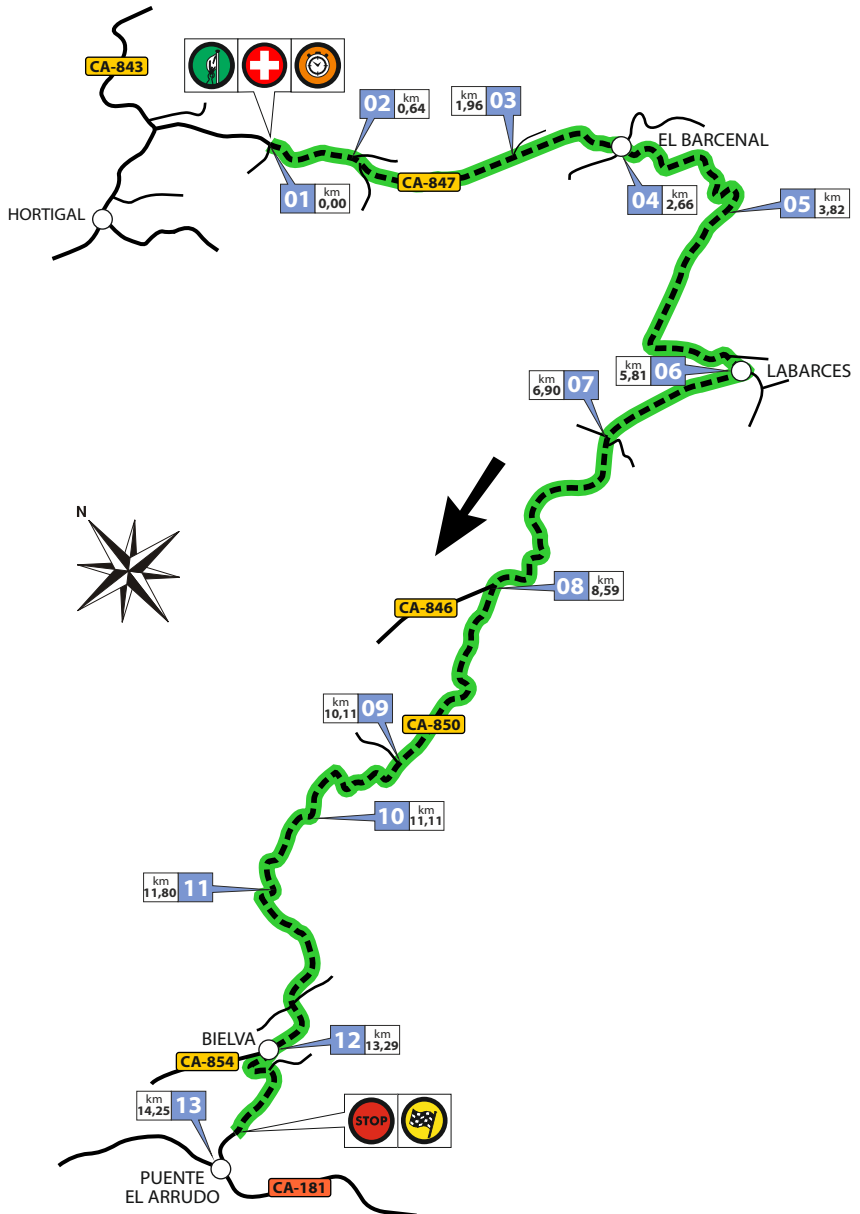 CA-843
02
km
0,64
km
1,96
03
EL BARCENAL
CA-847
01
km
0,00
04
km
2,66
05
km
3,82
HORTIGAL
km
5,81
06
LABARCES
km
6,90
07
N
08
km
8,59
CA-846
km
10,11
09
CA-850
10
km
11,11
km
11,80
11
BIELVA
12
km
13,29
CA-854
km
14,25
13
STOP
PUENTE
EL ARRUDO
CA-181